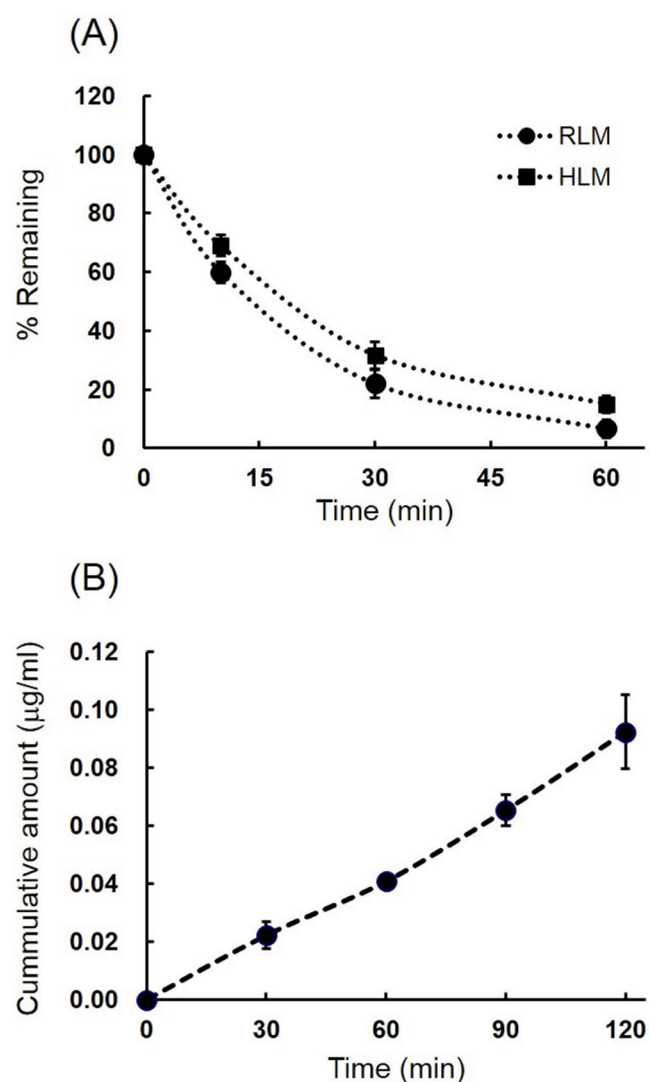 (A)
120
100
80
60
40
20
0
% Remaining
RLM
HLM
0 15 30 45 60
Time (min)
(B)
0.12
0.10
0.08
0.06
0.04
0.02
0.00
Cummulative amount (μg/ml)
0 30 60 90 120
Time (min)